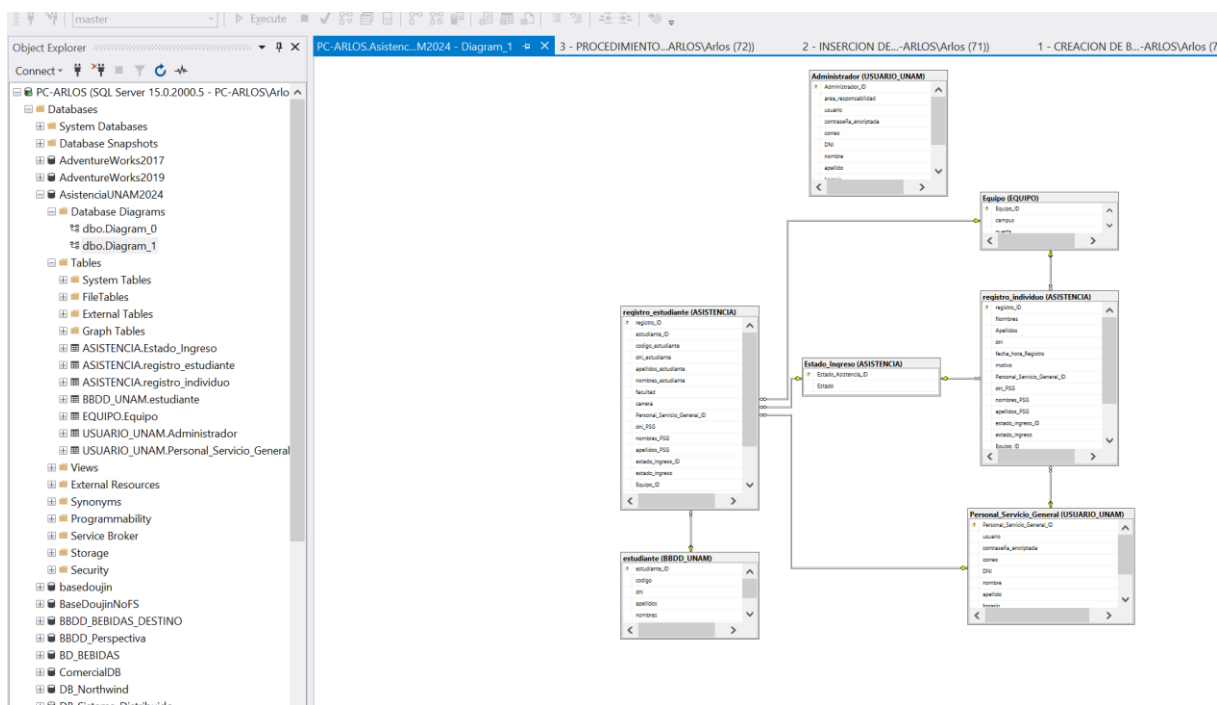 master
Execute
Object Explorer
Connect
PC-ARLOS (SQL Server 15.0.2000.5 - PC-ARLOS\Arlo
Databases
System Databases
Database Snapshots
AdventureWorks2017
AdventureWorks2019
AsistenciaUNAM2024
Database Diagrams
dbo.Diagram_0
dbo.Diagram_1
Tables
System Tables
FileTables
External Tables
Graph Tables
ASISTENCIA.Estado_Ingreso
ASISTENCIA.registro_estudiante
ASISTENCIA.registro_individuo
BBDD_UNAM.estudiante
EQUIPO.Equipo
USUARIO_UNAM.Administrador
USUARIO_UNAM.Personal_Servicio_General
Views
External Resources
Synonyms
Programmability
Service Broker
Storage
Security
basedoujin
BaseDoujinNoFS
BBDD_BEBIDAS_DESTINO
BBDD_Perspectiva
BD_BEBIDAS
ComercialDB
DB_Northwind
DB_Sistema_Distribuido
PC-ARLOS.Asistenc...M2024 - Diagram_1
3 - PROCEDIMIENTO...ARLOS\Arlos (72))
2 - INSERCION DE...-ARLOS\Arlos (71))
1 - CREACION DE B...-ARLOS\Arlos (7
Administrador (USUARIO_UNAM)
Administrador_ID
area_responsabilidad
usuario
contraseña_encriptada
correo
DNI
nombre
apellido
horario
Equipo (EQUIPO)
Equipo_ID
campus
puerta
registro_estudiante (ASISTENCIA)
registro_ID
estudiante_ID
codigo_estudiante
dni_estudiante
apellidos_estudiante
nombres_estudiante
facultad
carrera
Personal_Servicio_General_ID
dni_PSG
nombres_PSG
apellidos_PSG
estado_ingreso_ID
estado_ingreso
Equipo_ID
Estado_Ingreso (ASISTENCIA)
Estado_Asistencia_ID
Estado
registro_individuo (ASISTENCIA)
registro_ID
Nombres
Apellidos
dni
fecha_hora_Registro
motivo
Personal_Servicio_General_ID
dni_PSG
nombres_PSG
apellidos_PSG
estado_ingreso_ID
estado_ingreso
Equipo_ID
estudiante (BBDD_UNAM)
estudiante_ID
codigo
dni
apellidos
nombres
Personal_Servicio_General (USUARIO_UNAM)
Personal_Servicio_General_ID
usuario
contraseña_encriptada
correo
DNI
nombre
apellido
horario